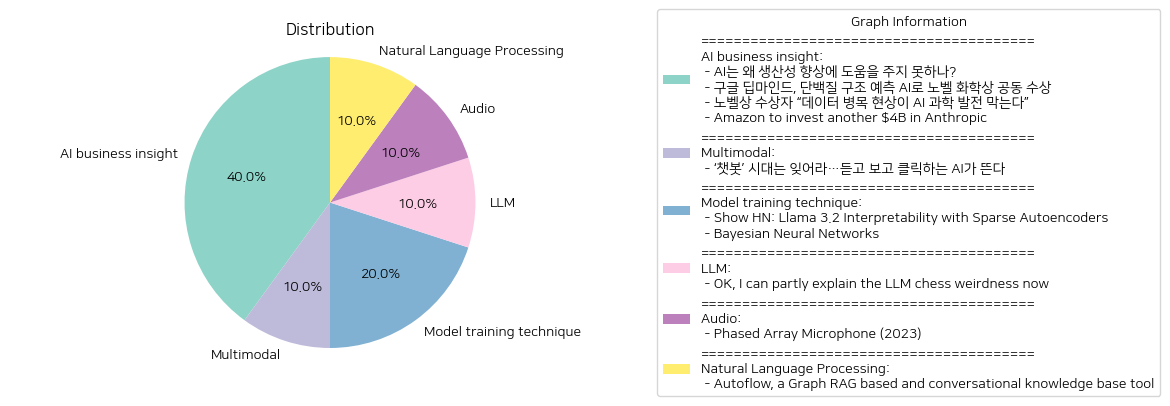 Distribution
Natural Language Processing
Audio
LLM
Model training technique
Multimodal
AI business insight
10.0%
10.0%
10.0%
20.0%
10.0%
40.0%
Graph Information
========================================
AI business insight:
- AI는 왜 생산성 향상에 도움을 주지 못하나?
- 구글 딥마인드, 단백질 구조 예측 AI로 노벨 화학상 공동 수상
- 노벨상 수상자 “데이터 병목 현상이 AI 과학 발전 막는다”
- Amazon to invest another $4B in Anthropic
========================================
Multimodal:
- ‘챗봇’ 시대는 잊어라…듣고 보고 클릭하는 AI가 뜬다
========================================
Model training technique:
- Show HN: Llama 3.2 Interpretability with Sparse Autoencoders
- Bayesian Neural Networks
========================================
LLM:
- OK, I can partly explain the LLM chess weirdness now
========================================
Audio:
- Phased Array Microphone (2023)
========================================
Natural Language Processing:
- Autoflow, a Graph RAG based and conversational knowledge base tool